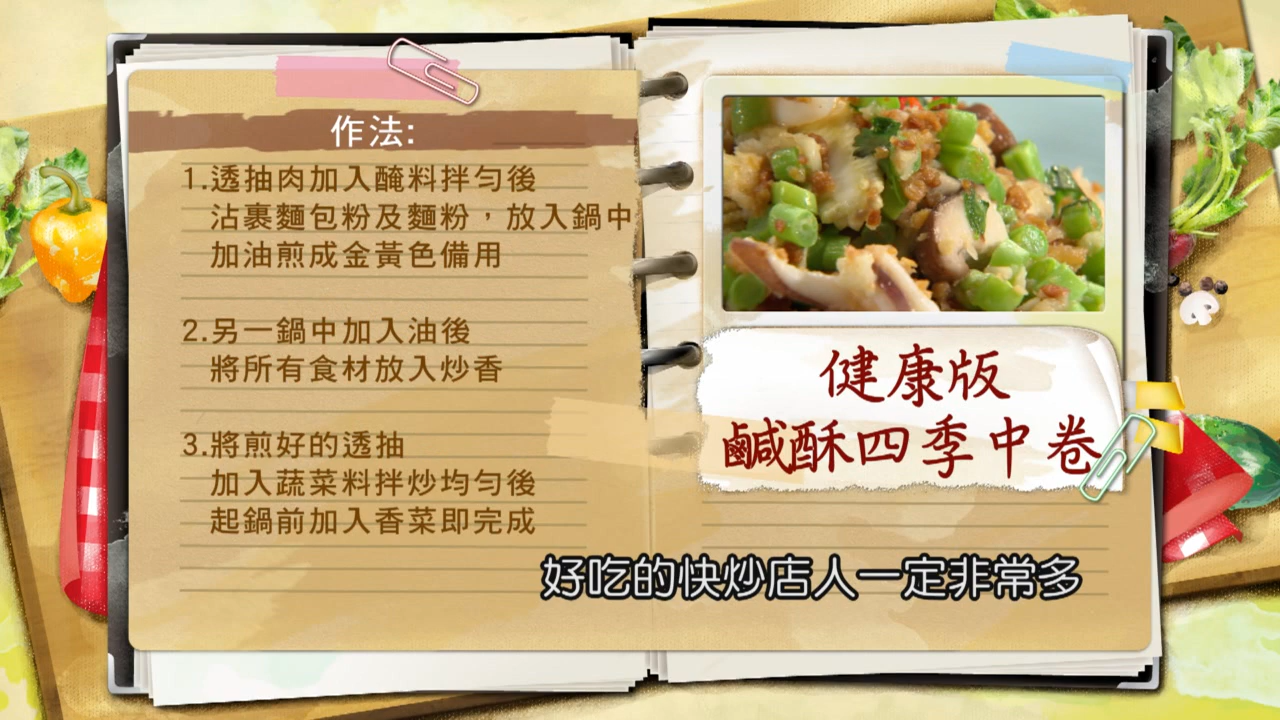 作法:
1.透抽肉加入醃料拌勻後
沾裹麵包粉及麵粉，放入鍋中
加油煎成金黃色備用
2.另一鍋中加入油後
將所有食材放入炒香
3.將煎好的透抽
加入蔬菜料拌炒均勻後
起鍋前加入香菜即完成
健康版
鹹酥四季中卷
好吃的快炒店人一定非常多